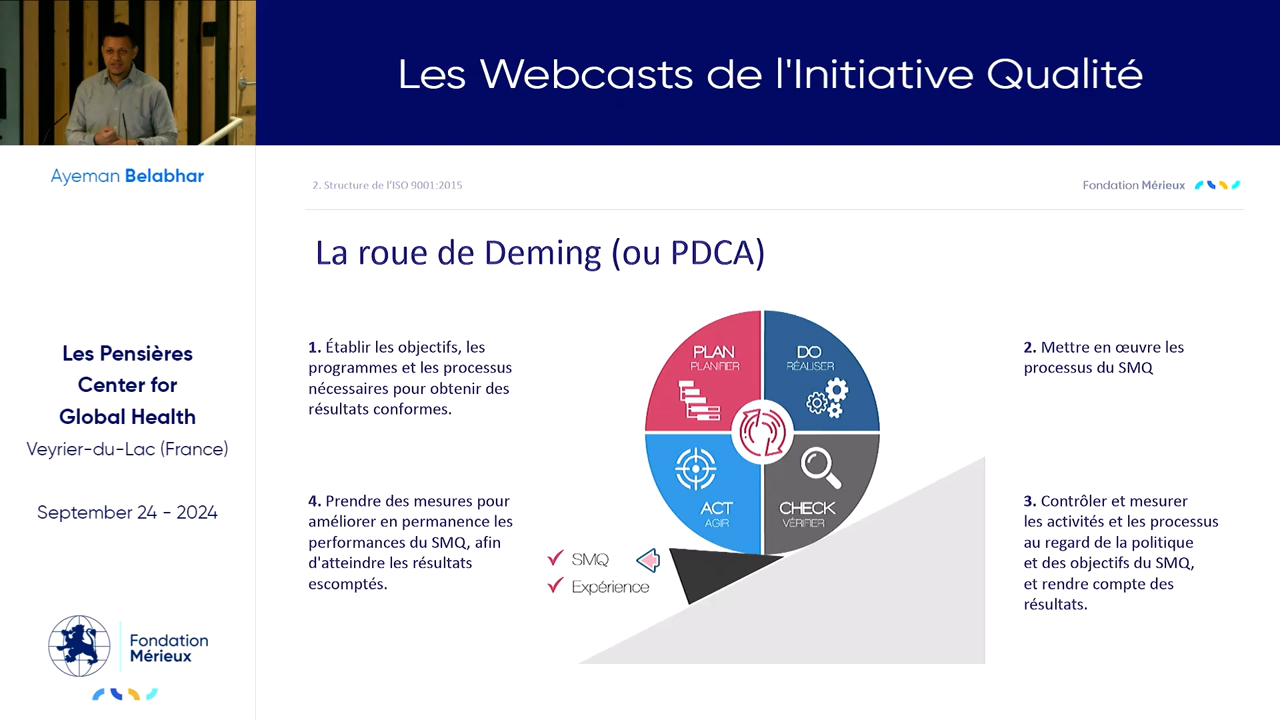 Les Webcasts de l'Initiative Qualité
Ayeman Belabhar
Les Pensières
Center for
Global Health
Veyrier-du-Lac (France)
September 24 - 2024
Fondation
Mérieux
2. Structure de l'ISO 9001:2015
Fondation Mérieux
La roue de Deming (ou PDCA)
1. Établir les objectifs, les
programmes et les processus
nécessaires pour obtenir des
résultats conformes.
PLAN
PLANIFIER
DO
RÉALISER
2. Mettre en œuvre les
processus du SMQ
4. Prendre des mesures pour
améliorer en permanence les
performances du SMQ, afin
d'atteindre les résultats
escomptés.
ACT
AGIR
CHECK
VÉRIFIER
SMQ
Expérience
3. Contrôler et mesurer
les activités et les processus
au regard de la politique
et des objectifs du SMQ,
et rendre compte des
résultats.